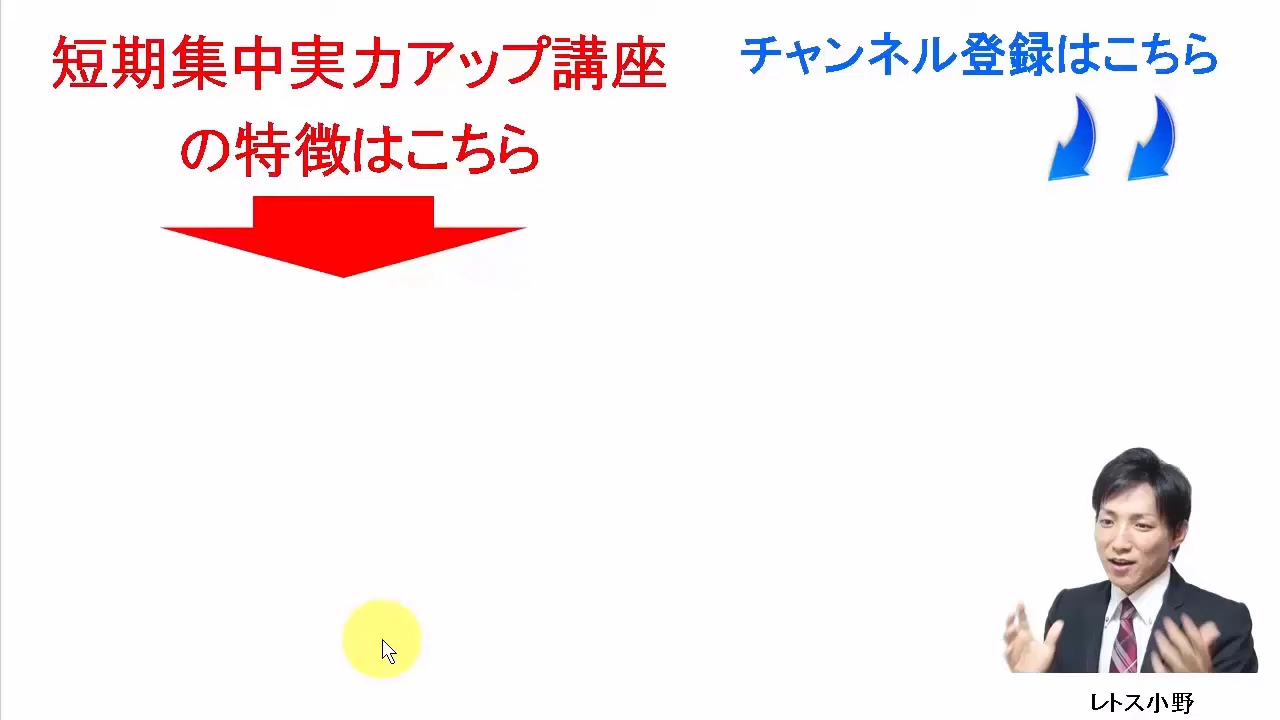 短期集中実力アップ講座
の特徴はこちら
チャンネル登録はこちら
レトス小野